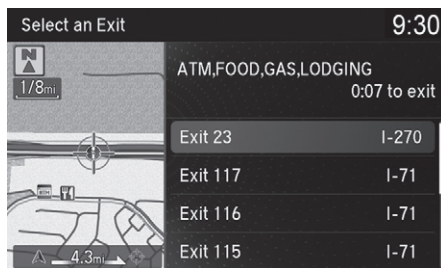 Select an Exit 9:30
N
1/8mi
ATM,FOOD,GAS,LODGING
0:07 to exit
Exit 23 I-270
Exit 117 I-71
Exit 116 I-71
Exit 115 I-71
4.3mi